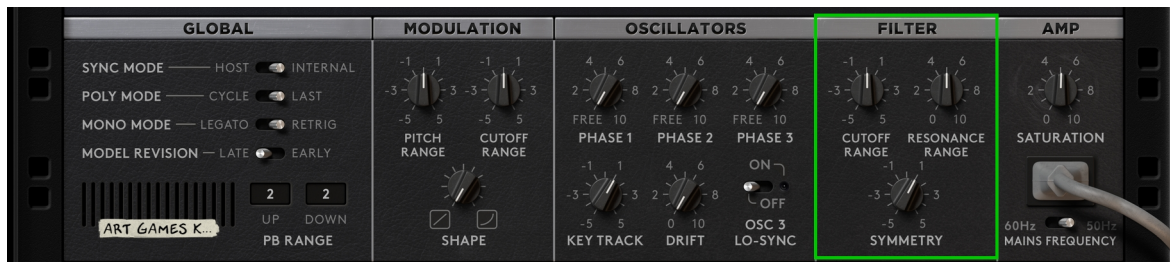 GLOBAL MODULATION OSCILLATORS FILTER AMP
SYNC MODE HOST INTERNAL
POLY MODE CYCLE LAST
MONO MODE LEGATO RETRIG
MODEL REVISION LATE EARLY
2 2
UP DOWN
PB RANGE
ART GAMES K...
-1 1 -1 1
-3 3 -3 3
-5 5 -5 5
PITCH RANGE CUTOFF RANGE
SHAPE
4 6 4 6 4 6
2 8 2 8 2 8
FREE 10 FREE 10 FREE 10
PHASE 1 PHASE 2 PHASE 3
-1 1 4 6 ON
-3 3 2 8
-5 5 0 10 OFF
KEY TRACK DRIFT OSC 3 LO-SYNC
-1 1 4 6
-3 3 2 8
-5 5 0 10
CUTOFF RANGE RESONANCE RANGE
-1 1
-3 3
-5 5
SYMMETRY
4 6
2 8
0 10
SATURATION
60Hz 50Hz
MAINS FREQUENCY